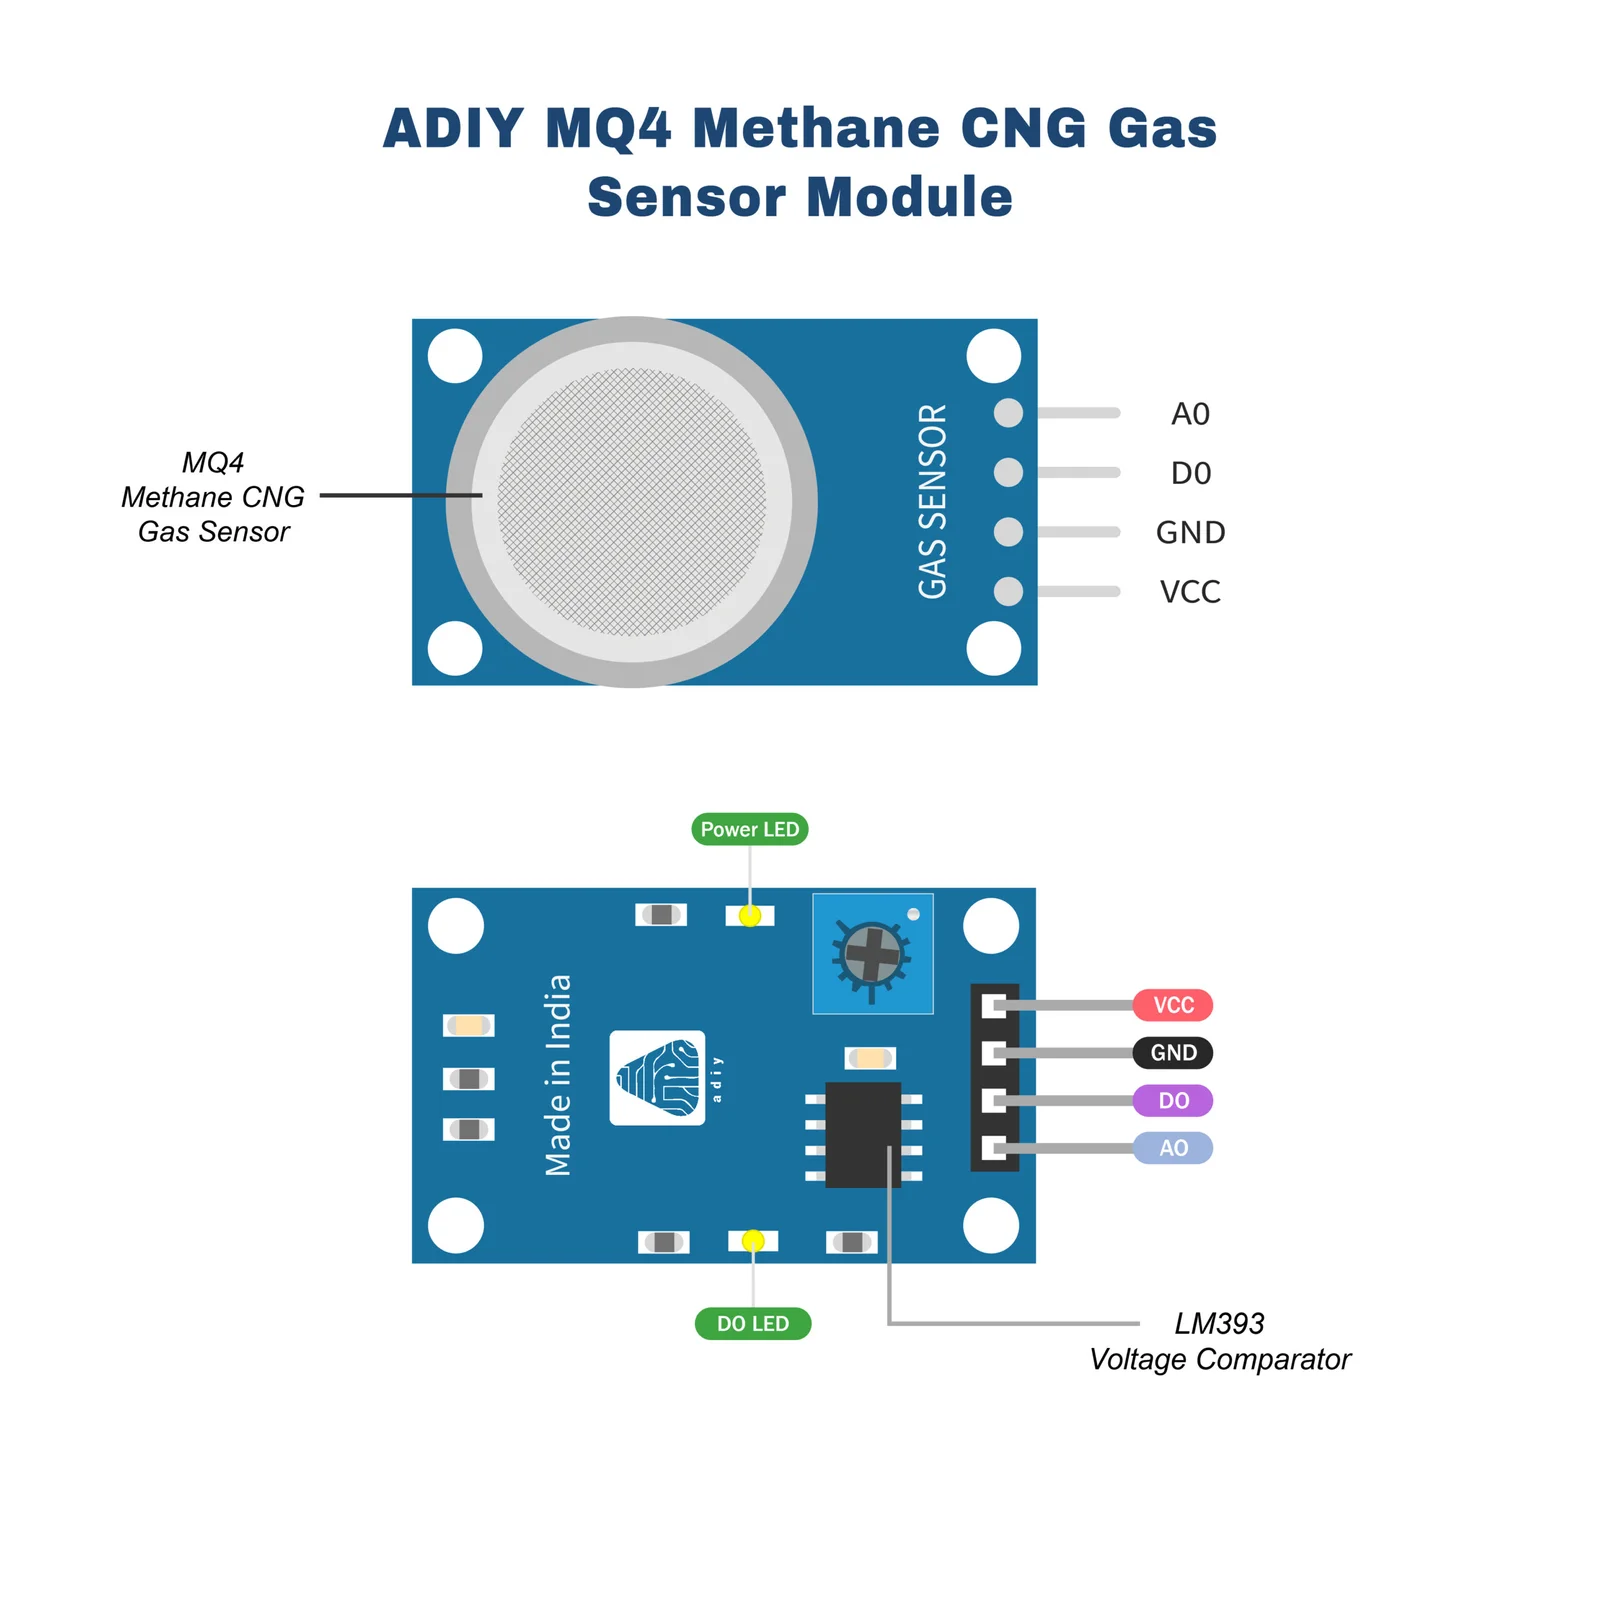 ADIY MQ4 Methane CNG Gas
Sensor Module
MQ4
Methane CNG
Gas Sensor
GAS SENSOR
A0
D0
GND
VCC
Power LED
Made in India
adiy
VCC
GND
DO
AO
DO LED
LM393
Voltage Comparator